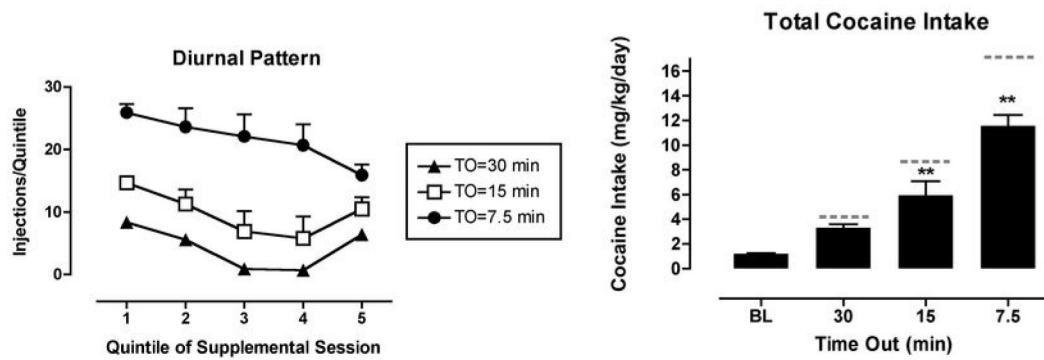 Diurnal Pattern
Injections/Quintile
30
20
10
0
1 2 3 4 5
Quintile of Supplemental Session
TO=30 min
TO=15 min
TO=7.5 min
Total Cocaine Intake
Cocaine Intake (mg/kg/day)
16
14
12
10
8
6
4
2
0
**
**
BL 30 15 7.5
Time Out (min)